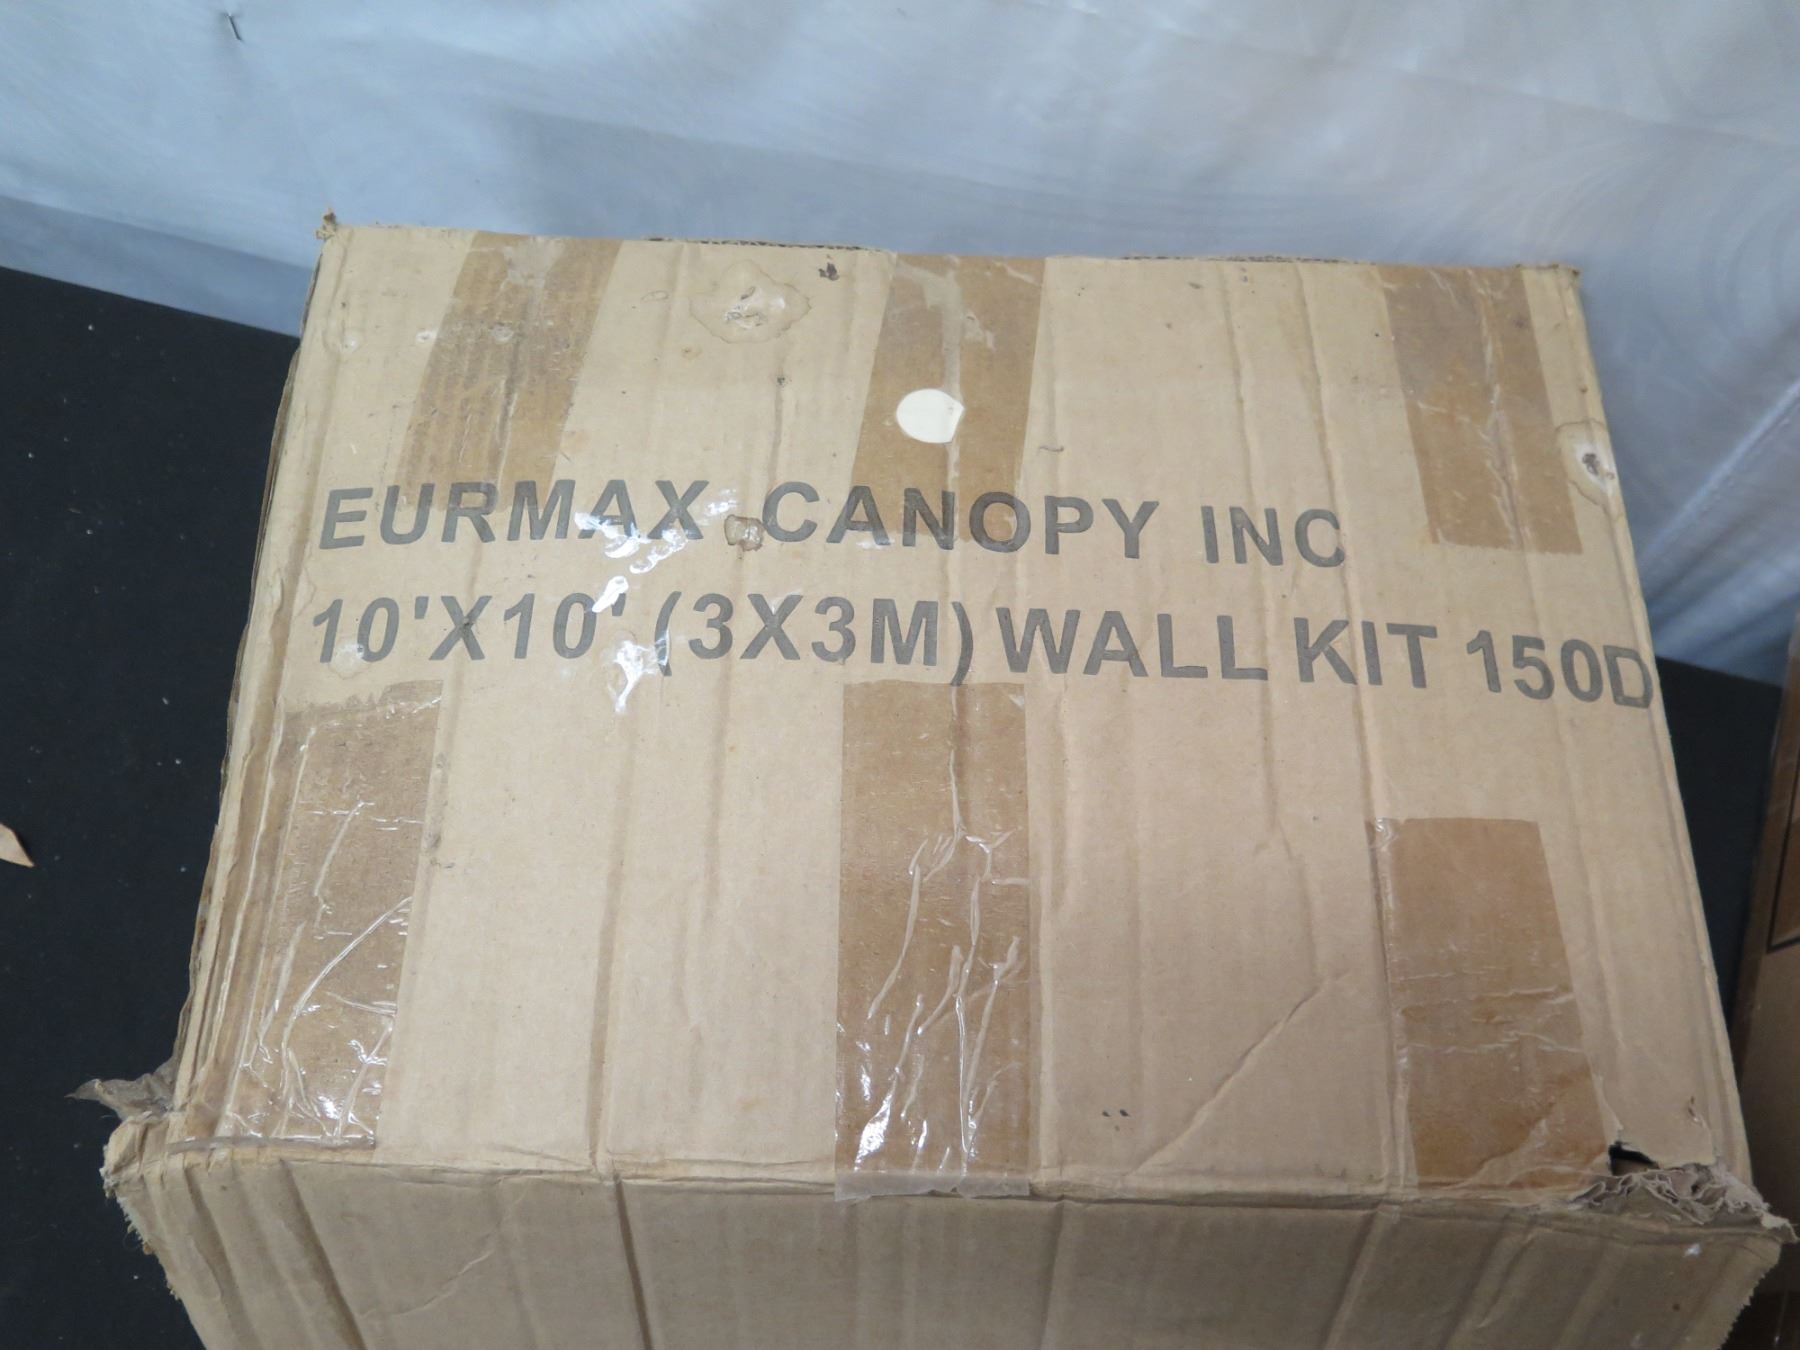 EURMAX CANOPY INC
10'X10' (3X3M) WALL KIT 150D